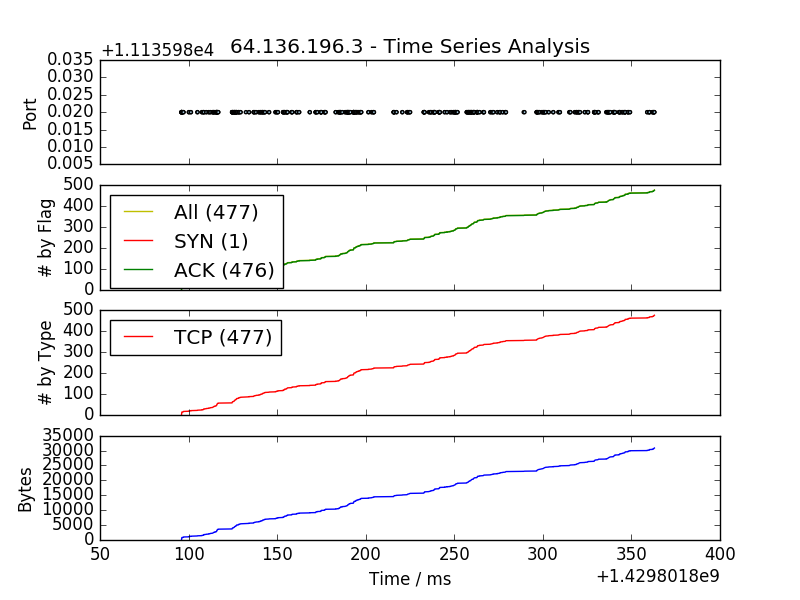 64.136.196.3 - Time Series Analysis
+1.113598e4
0.035
0.030
0.025
0.020
0.015
0.010
0.005
Port
500
400
300
200
100
0
# by Flag
All (477)
SYN (1)
ACK (476)
500
400
300
200
100
0
# by Type
TCP (477)
35000
30000
25000
20000
15000
10000
5000
0
Bytes
50 100 150 200 250 300 350 400
Time / ms
+1.4298018e9